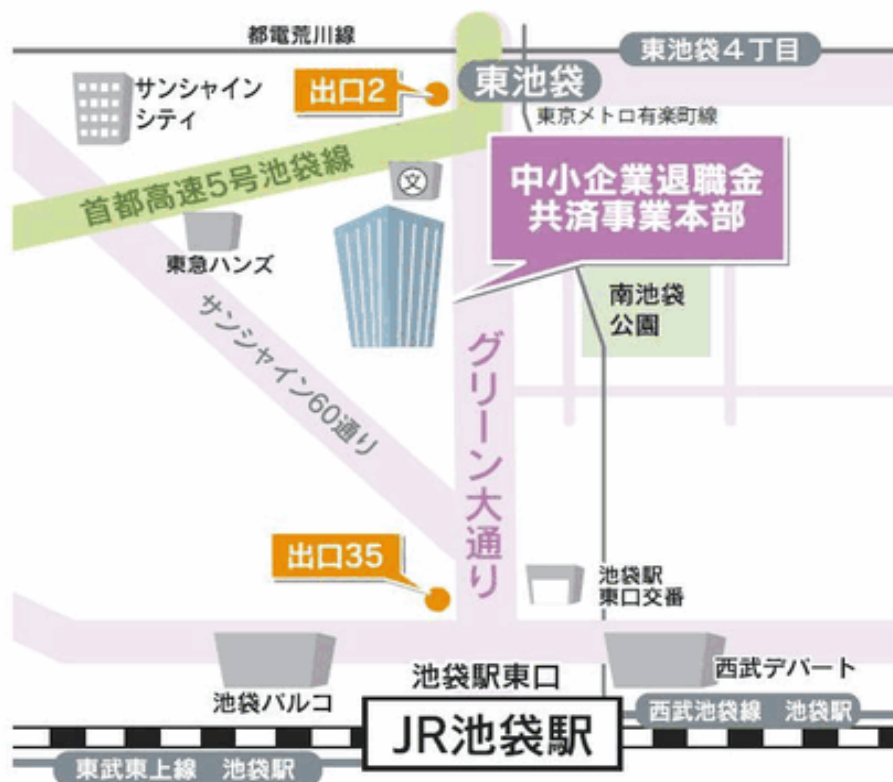 都電荒川線
東池袋4丁目
サンシャイン
シティ
出口2
東池袋
東京メトロ有楽町線
首都高速5号池袋線
文
中小企業退職金
共済事業本部
東急ハンズ
南池袋
公園
サンシャイン60通り
グリーン大通り
出口35
池袋駅
東口交番
池袋パルコ
池袋駅東口
西武デパート
JR池袋駅
西武池袋線 池袋駅
東武東上線 池袋駅